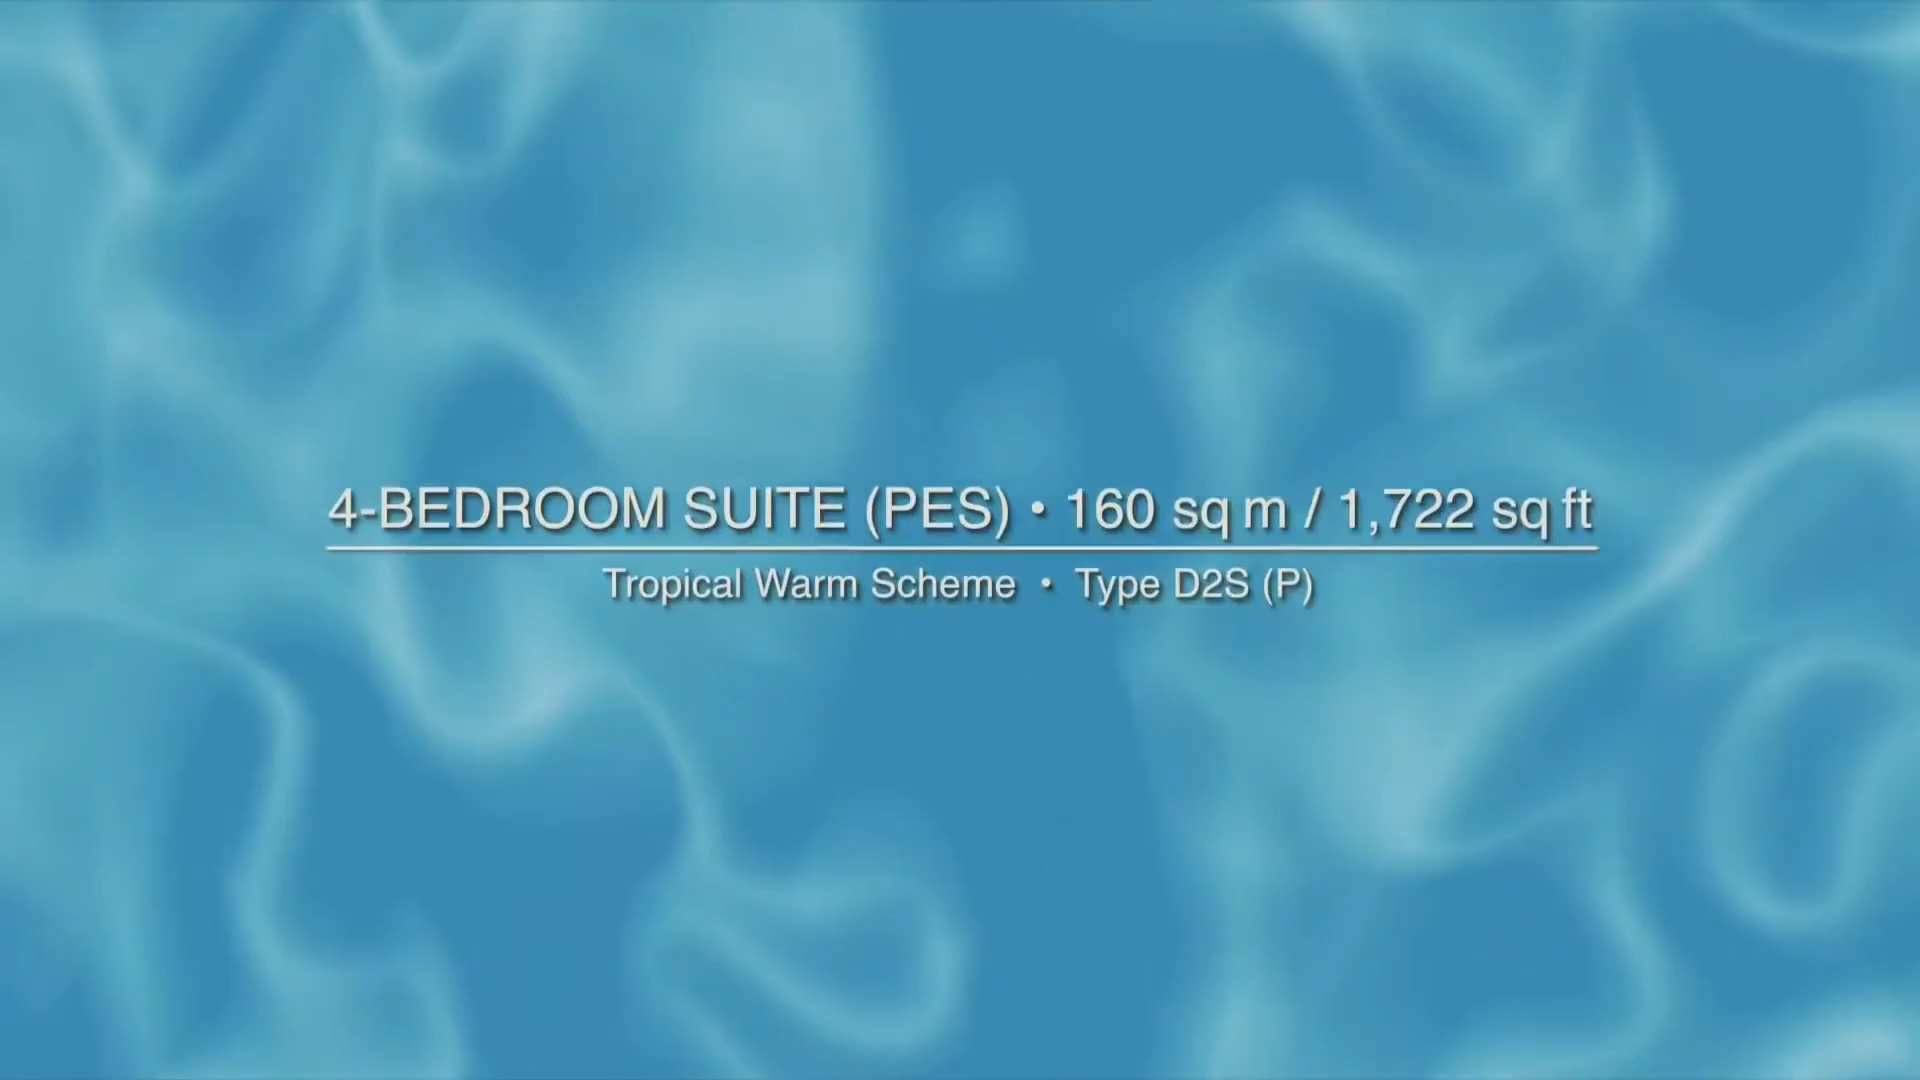 4-BEDROOM SUITE (PES) • 160 sq m / 1,722 sq ft
Tropical Warm Scheme • Type D2S (P)